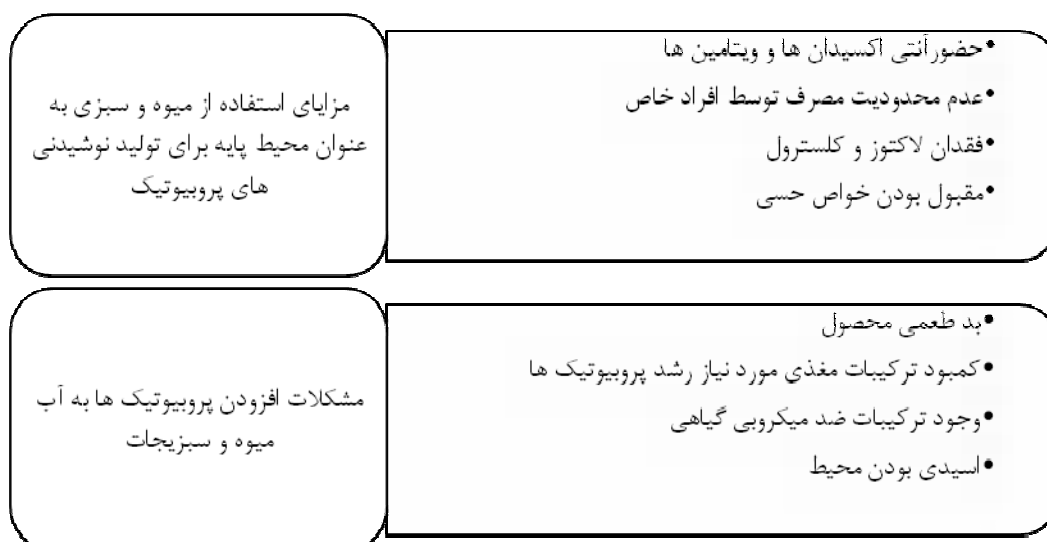 مزایای استفاده از میوه و سبزی به
عنوان محیط پایه برای تولید نوشیدنی
های پروبیوتیک
•حضورآنتی اکسیدان ها و ویتامین ها
•عدم محدودیت مصرف توسط افراد خاص
•فقدان لاکتوز و کلسترول
•مقبول بودن خواص حسی
مشکلات افزودن پروبیوتیک ها به آب
میوه و سبزیجات
•بد طعمی محصول
•کمبود ترکیبات مغذی مورد نیاز رشد پروبیوتیک ها
•وجود ترکیبات ضد میکروبی گیاهی
•اسیدی بودن محیط